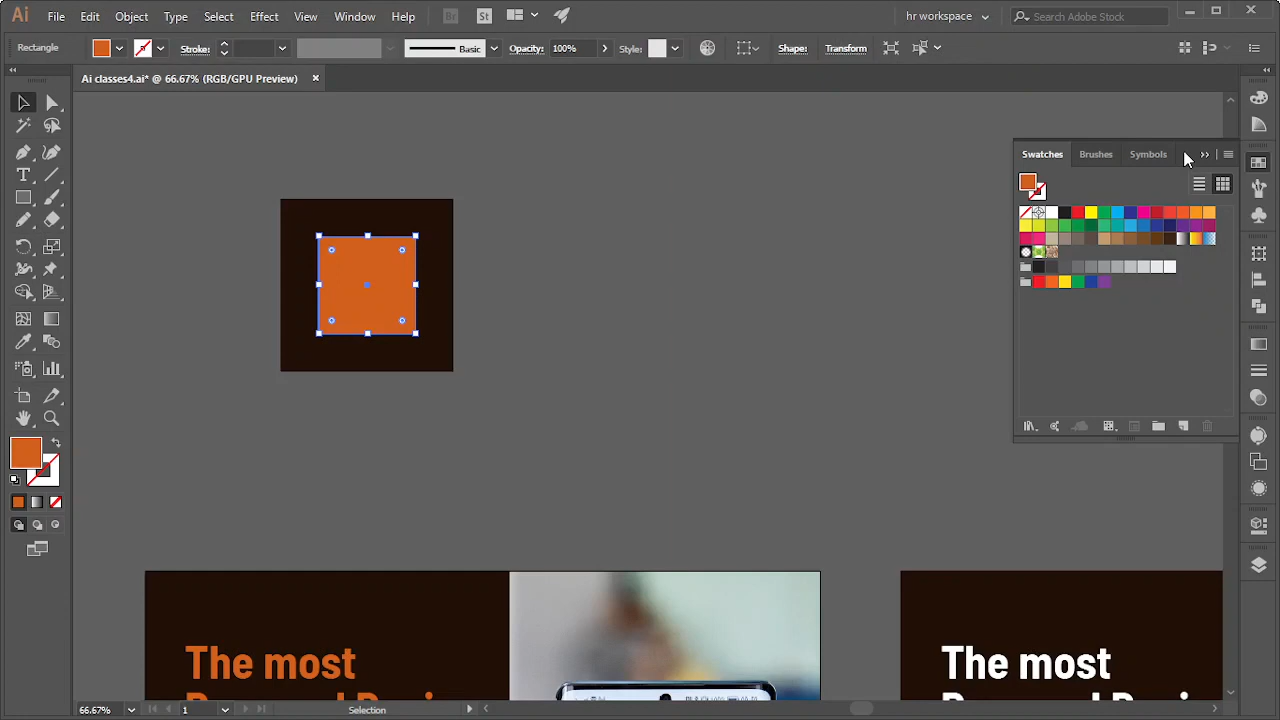 Ai File Edit Object Type Select Effect View Window Help Br St hr workspace Search Adobe Stock
Rectangle Stroke: Basic Opacity: 100% Style: Shape: Transform
Ai classes4.ai* @ 66.67% (RGB/GPU Preview)
Swatches Brushes Symbols
The most
The most
66.67% 1 Selection